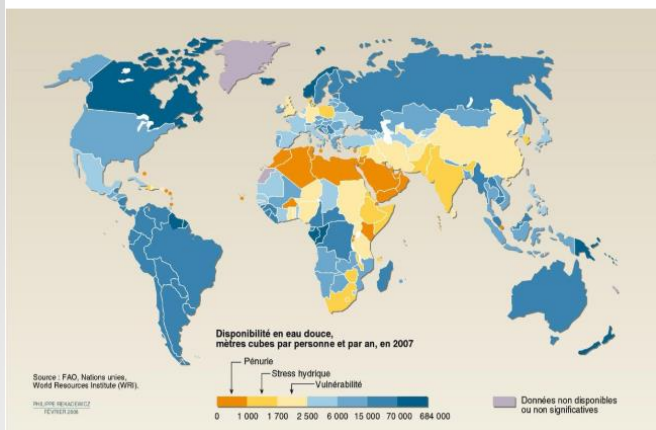 Disponibilité en eau douce,
mètres cubes par personne et par an, en 2007
Pénurie
Stress hydrique
Vulnérabilité
0 1 000 1 700 2 500 6 000 15 000 70 000 684 000
Données non disponibles
ou non significatives
Source : FAO, Nations unies,
World Resources Institute (WRI).
PHILIPPE REKACEWICZ
FÉVRIER 2008